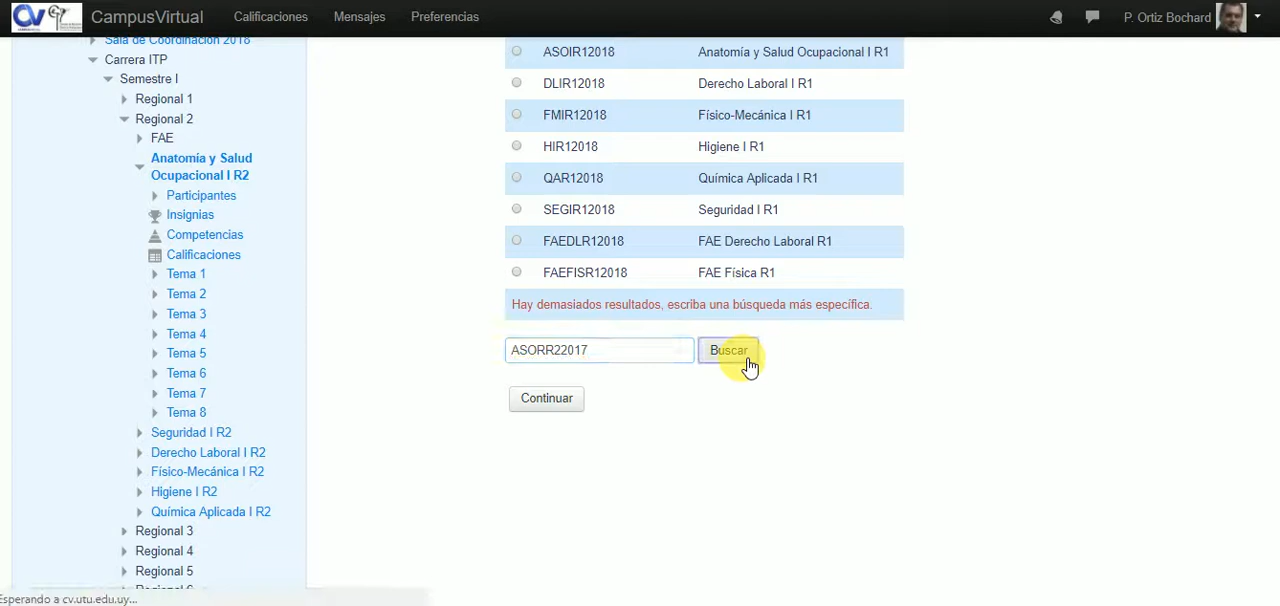 CV CampusVirtual Calificaciones Mensajes Preferencias P. Ortiz Bochard
Sala de Coordinación 2018
Carrera ITP
Semestre I
Regional 1
Regional 2
FAE
Anatomía y Salud
Ocupacional I R2
Participantes
Insignias
Competencias
Calificaciones
Tema 1
Tema 2
Tema 3
Tema 4
Tema 5
Tema 6
Tema 7
Tema 8
Seguridad I R2
Derecho Laboral I R2
Físico-Mecánica I R2
Higiene I R2
Química Aplicada I R2
Regional 3
Regional 4
Regional 5
ASOIR12018 Anatomía y Salud Ocupacional I R1
DLIR12018 Derecho Laboral I R1
FMIR12018 Físico-Mecánica I R1
HIR12018 Higiene I R1
QAR12018 Química Aplicada I R1
SEGIR12018 Seguridad I R1
FAEDLR12018 FAE Derecho Laboral R1
FAEFISR12018 FAE Física R1
Hay demasiados resultados, escriba una búsqueda más específica.
ASORR22017 Buscar
Continuar
Esperando a cv.utu.edu.uy...